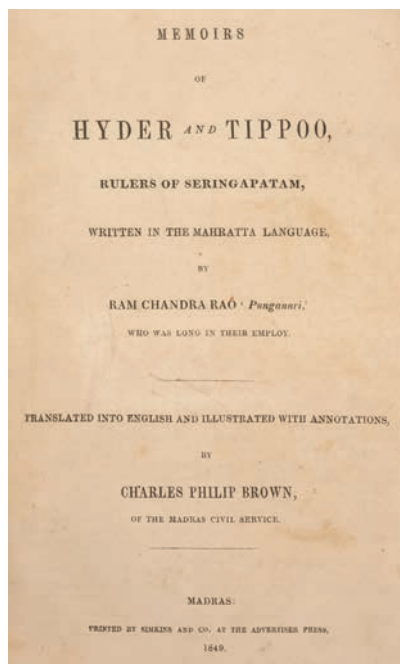 MEMOIRS
OF
HYDER AND TIPPOO,
RULERS OF SERINGAPATAM,
WRITTEN IN THE MAHRATTA LANGUAGE,
BY
RAM CHANDRA RAÓ ‘ Punganuri,’
WHO WAS LONG IN THEIR EMPLOY.
TRANSLATED INTO ENGLISH AND ILLUSTRATED WITH ANNOTATIONS,
BY
CHARLES PHILIP BROWN,
OF THE MADRAS CIVIL SERVICE.
MADRAS:
PRINTED BY SIMKINS AND CO. AT THE ADVERTISER PRESS,
1849.